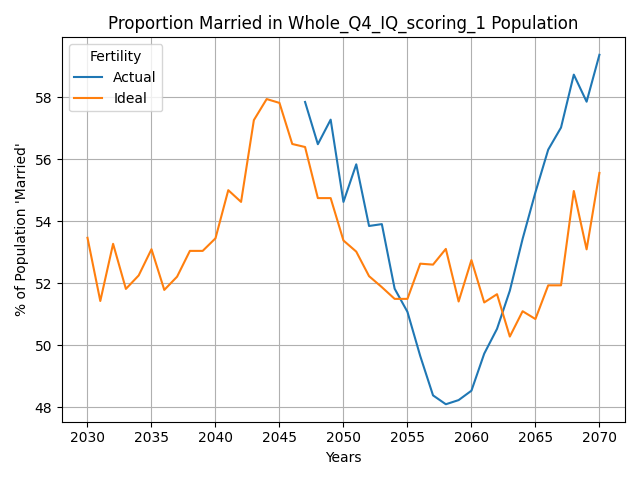 Proportion Married in Whole_Q4_IQ_scoring_1 Population
Fertility
Actual
Ideal
% of Population 'Married'
58
56
54
52
50
48
2030 2035 2040 2045 2050 2055 2060 2065 2070
Years